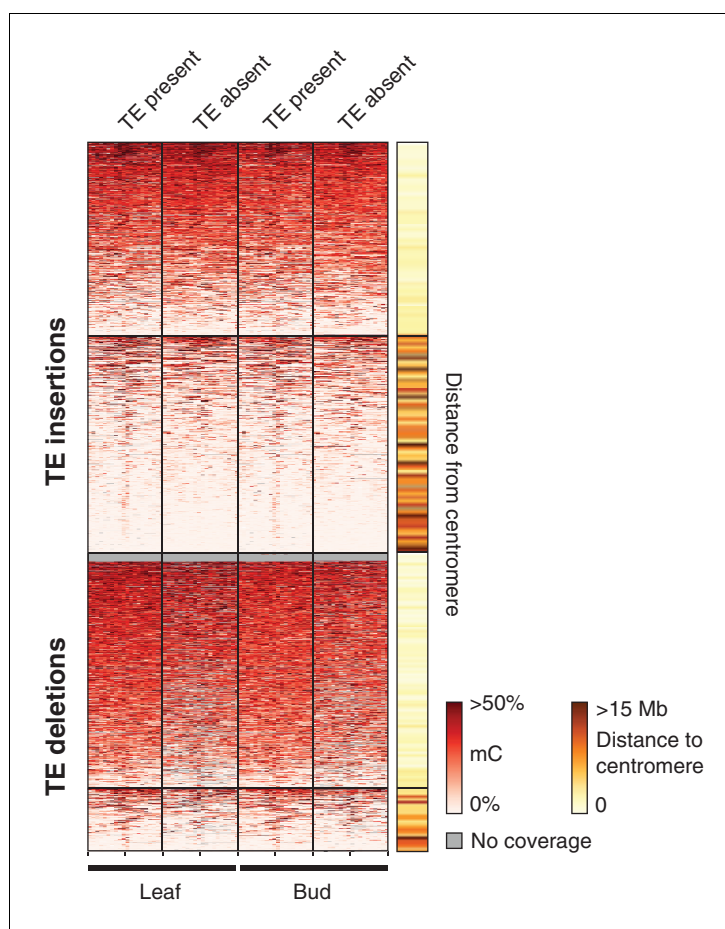 TE present
TE absent
TE present
TE absent
TE insertions
TE deletions
Distance from centromere
>50%
mC
0%
>15 Mb
Distance to
centromere
0
No coverage
Leaf
Bud